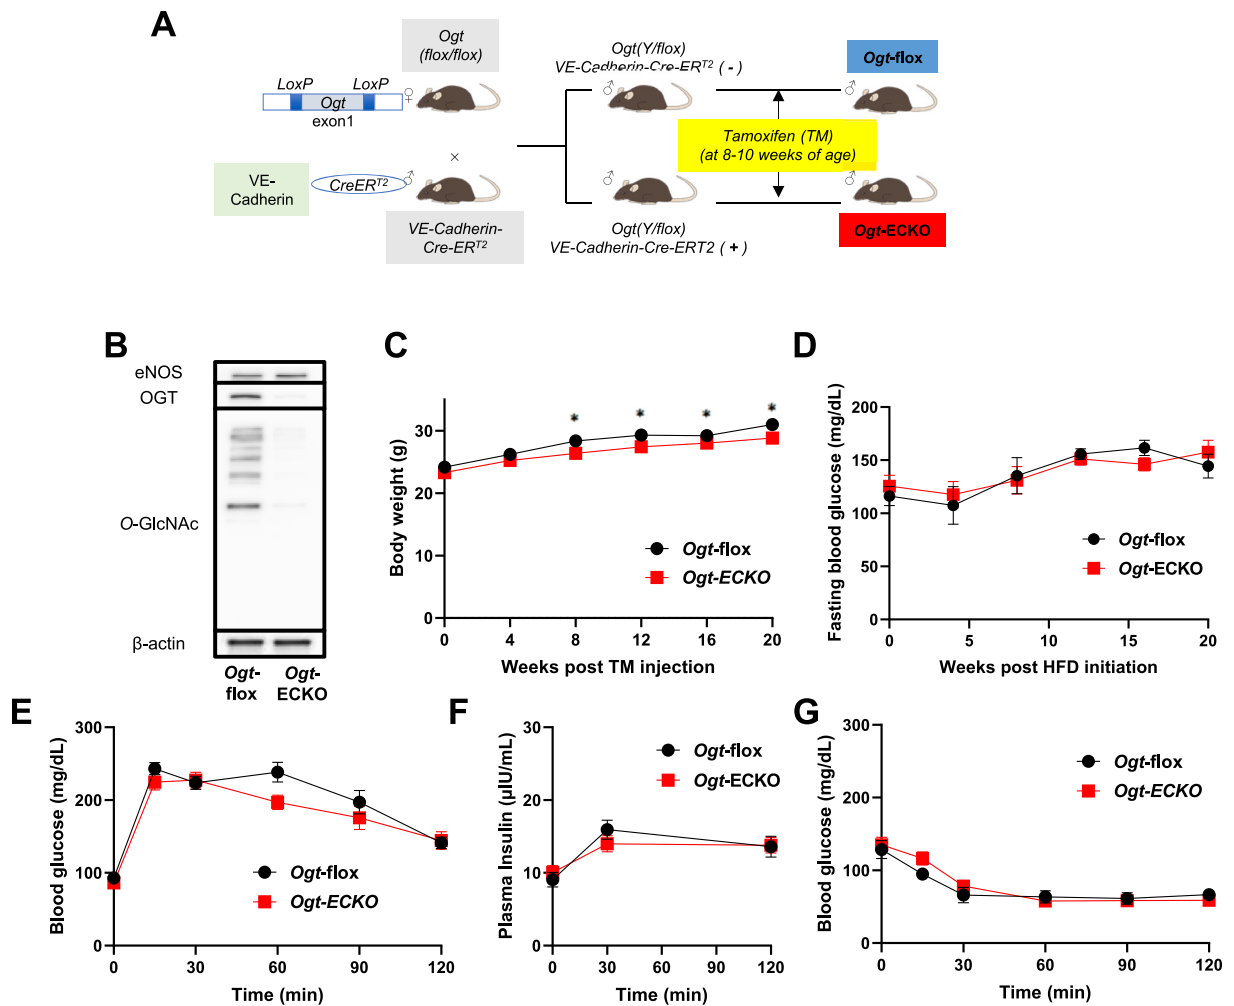 A
Ogt
(flox/flox)
LoxP LoxP
Ogt
exon1
♀
×
VE-
Cadherin
CreERT2
♂
VE-Cadherin-
Cre-ERT2
Ogt(Y/flox)
VE-Cadherin-Cre-ERT2 ( - )
♂
♂
Ogt(Y/flox)
VE-Cadherin-Cre-ERT2 ( + )
Tamoxifen (TM)
(at 8-10 weeks of age)
Ogt-flox
♂
♂
Ogt-ECKO
B
eNOS
OGT
O-GlcNAc
β-actin
Ogt-
flox
Ogt-
ECKO
C
Body weight (g)
30
20
10
0
* * * *
Ogt-flox
Ogt-ECKO
0 4 8 12 16 20
Weeks post TM injection
D
Fasting blood glucose (mg/dL)
200
150
100
50
0
Ogt-flox
Ogt-ECKO
0 5 10 15 20
Weeks post HFD initiation
E
Blood glucose (mg/dL)
300
200
100
0
Ogt-flox
Ogt-ECKO
0 30 60 90 120
Time (min)
F
Plasma Insulin (μIU/mL)
30
20
10
0
Ogt-flox
Ogt-ECKO
0 30 60 90 120
Time (min)
G
Blood glucose (mg/dL)
300
200
100
0
Ogt-flox
Ogt-ECKO
0 30 60 90 120
Time (min)